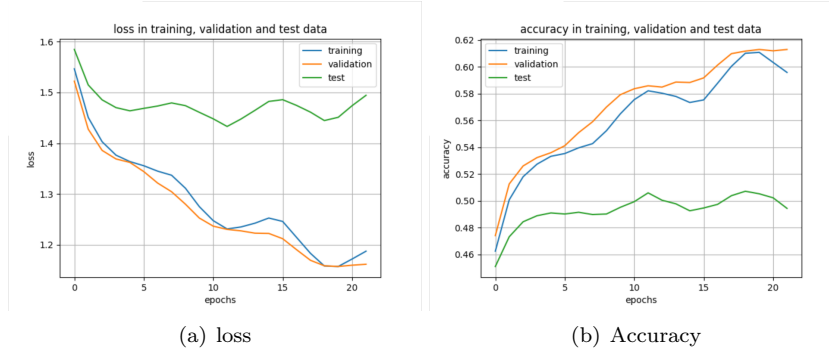 loss in training, validation and test data
1.6
1.5
1.4
1.3
1.2
loss
training
validation
test
0
5
10
15
20
epochs
(a) loss
accuracy in training, validation and test data
0.62
0.60
0.58
0.56
0.54
0.52
0.50
0.48
0.46
accuracy
training
validation
test
0
5
10
15
20
epochs
(b) Accuracy